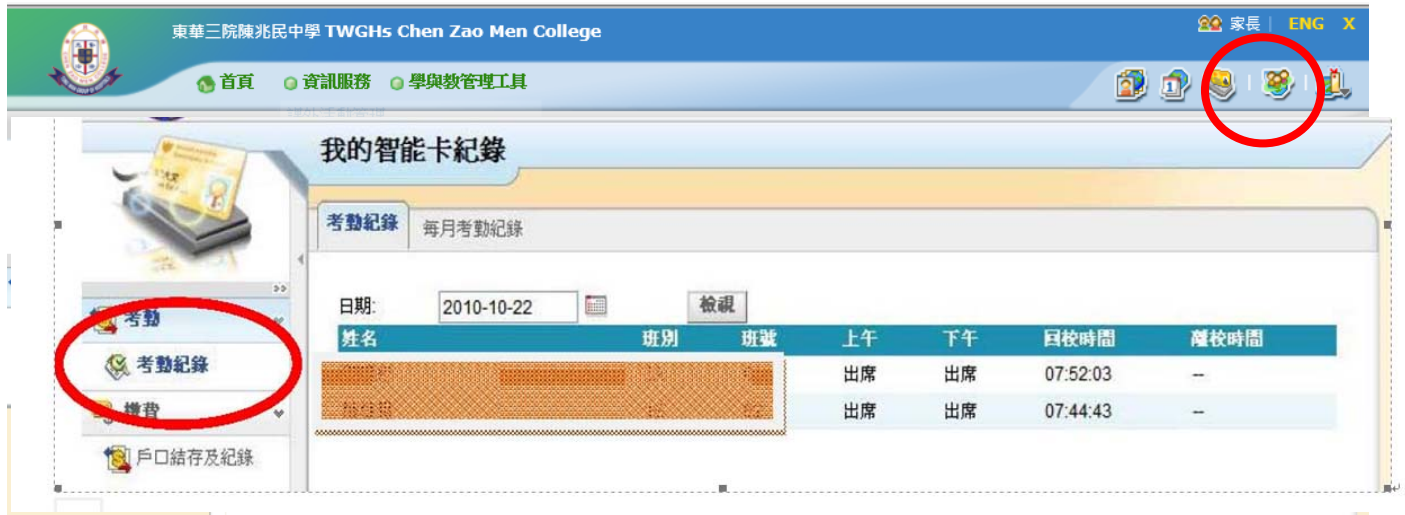 東華三院陳兆民中學 TWGHs Chen Zao Men College
家長 | ENG X
首頁 資訊服務 學與教管理工具
我的智能卡紀錄
考勤紀錄 每月考勤紀錄
日期: 2010-10-22 檢視
考勤
姓名 班別 班號 上午 下午 回校時間 離校時間
考勤紀錄
出席 出席 07:52:03 --
繳費
出席 出席 07:44:43 --
戶口結存及紀錄